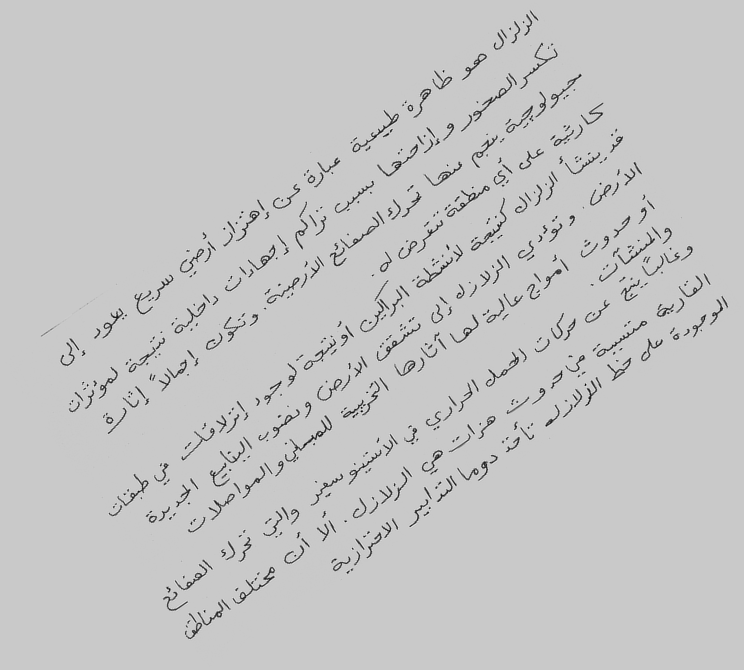 الزلزال هو ظاهرة طبيعية عبارة عن إهتزاز أرضي سريع يعود إلى
تكسر الصخور وإزاحتها بسبب تراكم إجهادات داخلية نتيجة لمؤثرات
جيولوجية ينجم عنها تحرك الصفائح الأرضية. وتكون إجمالاً إثارة
كارثية على أي منطقة تتعرض له.
قد ينشأ الزلزال كنتيجة لأنشطة البراكين أو نتيجة لوجود إنزلاقات في طبقات
الأرض. وتؤدي الزلازل إلى تشقق الأرض ونضوب الينابيع الجديدة
أو حدوث أمواج عالية لها آثارها التخريبية للمباني والمواصلات
والمنشآت.
وغالباً ينتج عن حركات الحمل الحراري في الأستينوسفير والتي تحرك الصفائح
القارية متسببة في حدوث هزات هي الزلازل. ألا أن مختلف المناطق
الموجودة على خط الزلازل تأخذ دوما التدابير الاحترازية